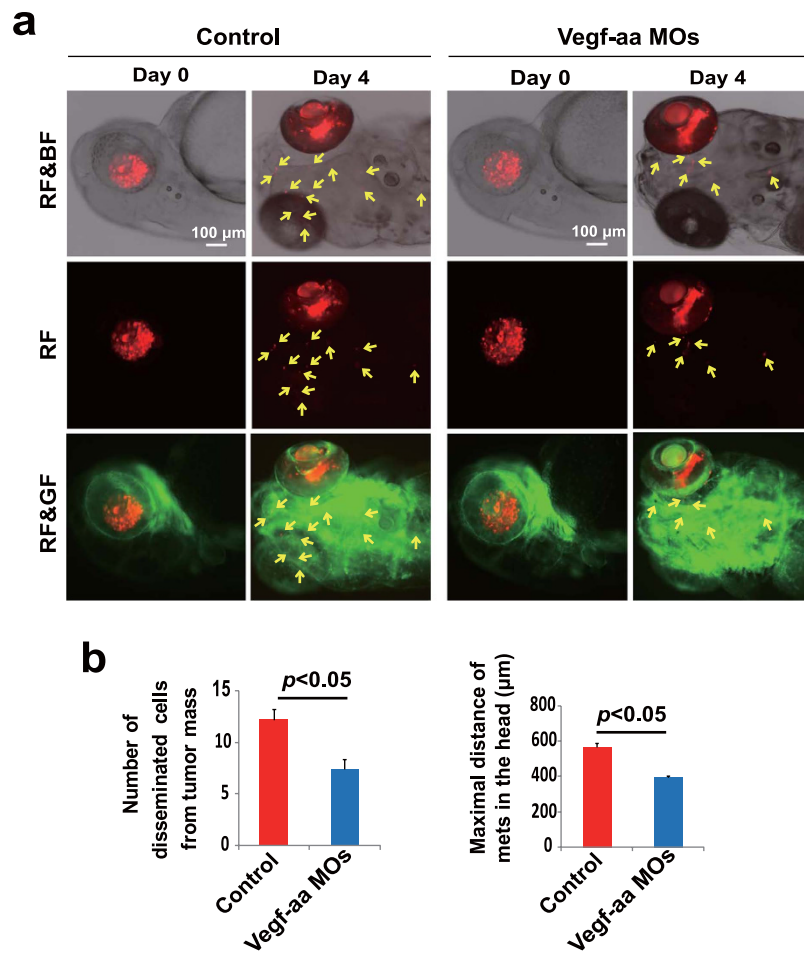 a
Control
Vegf-aa MOs
Day 0
Day 4
Day 0
Day 4
RF&BF
100 µm
100 µm
RF
RF&GF
b
Number of
disseminated cells
from tumor mass
15
10
5
0
p<0.05
Control
Vegf-aa MOs
Maximal distance of
mets in the head (µm)
800
600
400
200
0
p<0.05
Control
Vegf-aa MOs